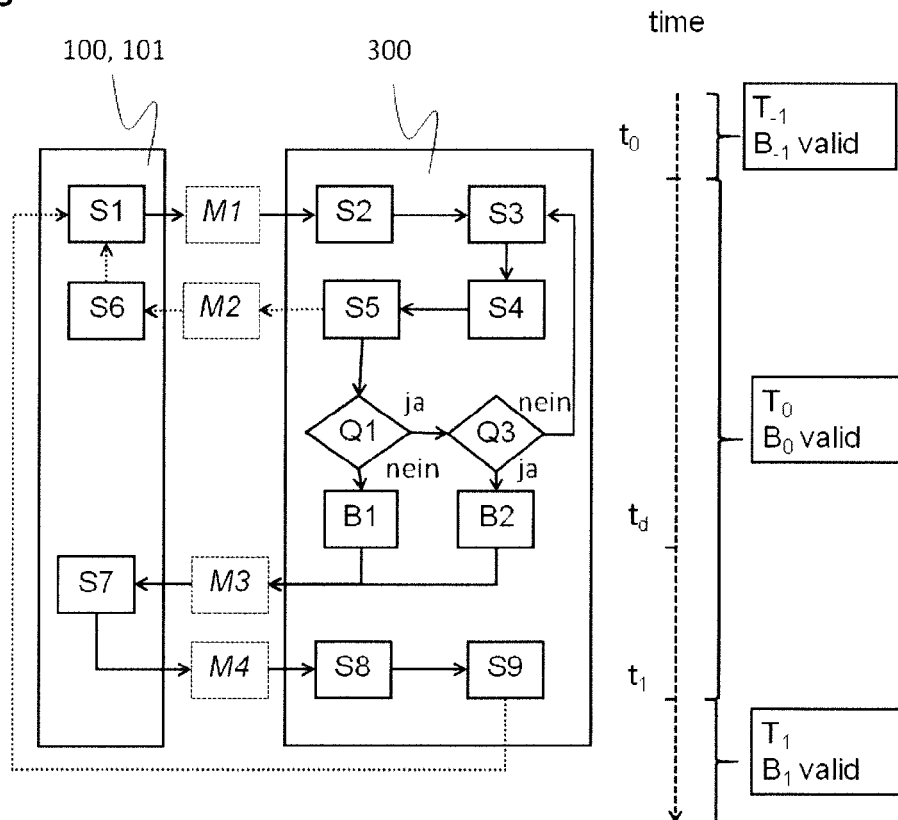 time
100, 101
300
T₋₁
B₋₁ valid
t₀
S1
M1
S2
S3
S6
M2
S5
S4
ja
nein
Q1
Q3
nein
ja
T₀
B₀ valid
B1
B2
t_d
S7
M3
M4
S8
S9
t₁
T₁
B₁ valid